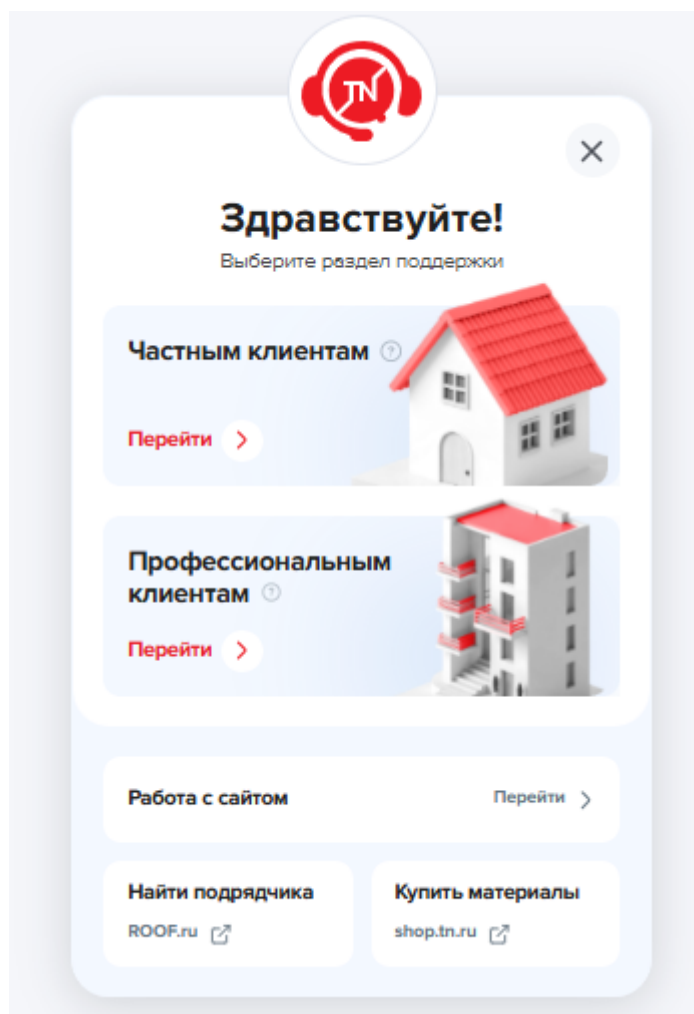 TN
Здравствуйте!
Выберите раздел поддержки
Частным клиентам ?
Перейти
Профессиональным
клиентам ?
Перейти
Работа с сайтом
Перейти
Найти подрядчика
ROOF.ru
Купить материалы
shop.tn.ru